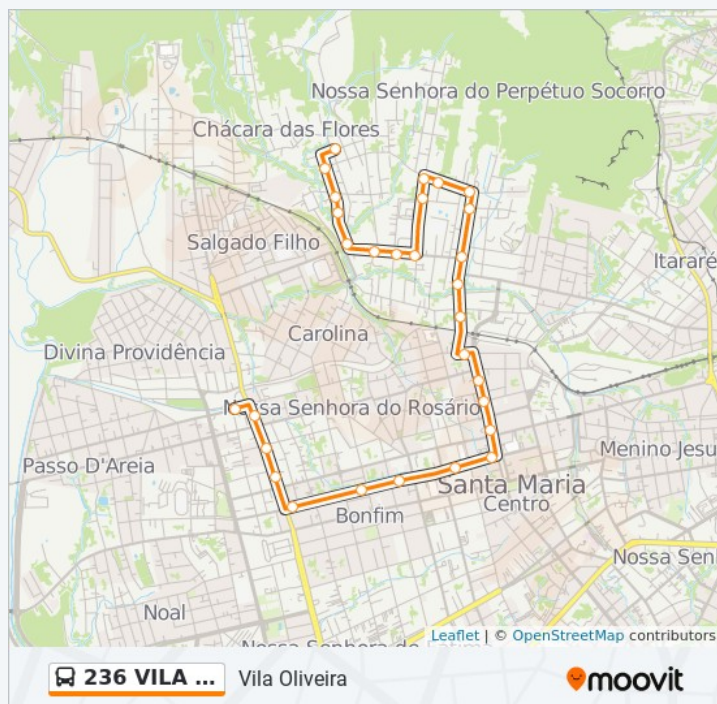 Nossa Senhora do Perpétuo Socorro
Chácara das Flores
Salgado Filho
Itararé
Carolina
Divina Providência
Nossa Senhora do Rosário
Menino Jesu
Passo D'Areia
Santa Maria
Centro
Bonfim
Nossa Sen
Noal
Leaflet | © OpenStreetMap contributors
236 VILA ...
Vila Oliveira
moovit